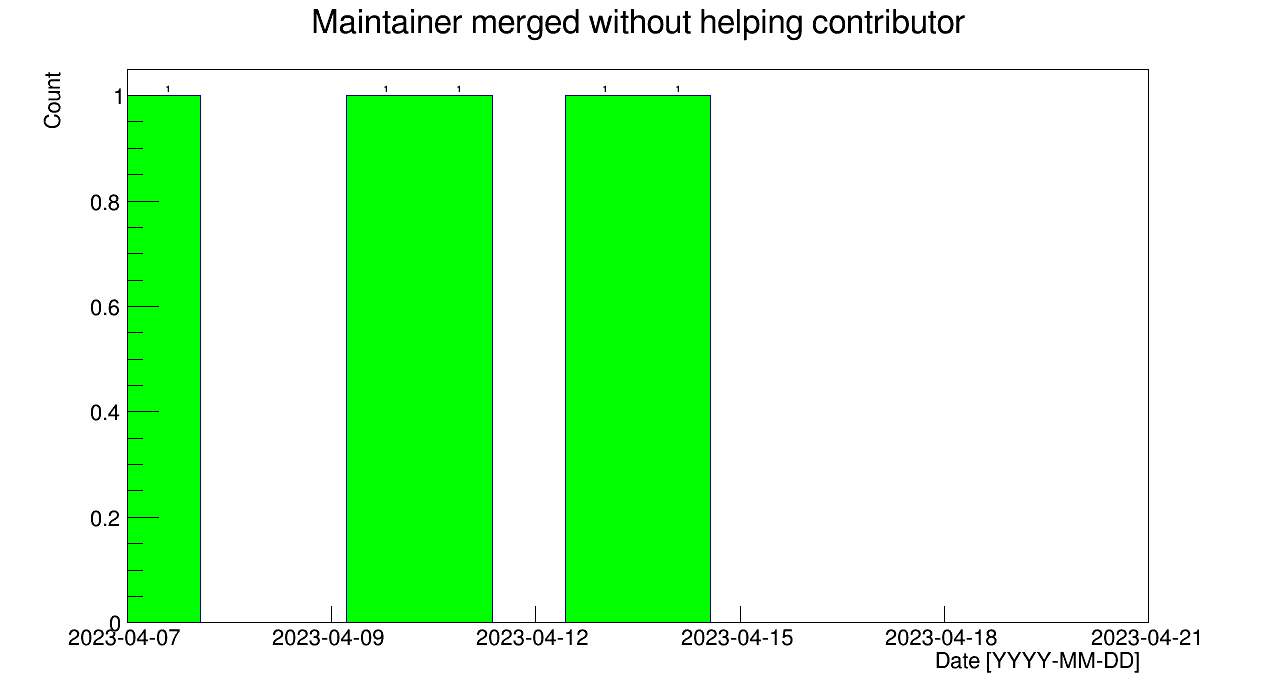 Maintainer merged without helping contributor
Count
1 1 1 1 1
1
0.8
0.6
0.4
0.2
0
2023-04-07 2023-04-09 2023-04-12 2023-04-15 2023-04-18 2023-04-21
Date [YYYY-MM-DD]